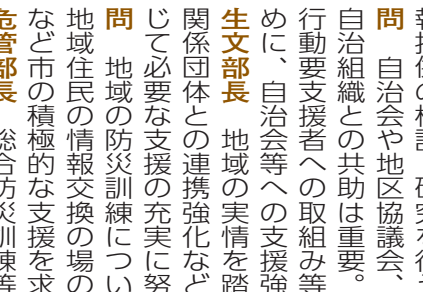 問　自治会や地区協議会、
自治組織との共助は重要。
行動要支援者への取組み等
めに、自治会等への支援強
生文部長　地域の実情を踏
関係団体との連携強化など
じて必要な支援の充実に努
問　地域の防災訓練につい
地域住民の情報交換の場の
など市の積極的な支援を求
危管部長　総合防災訓練等